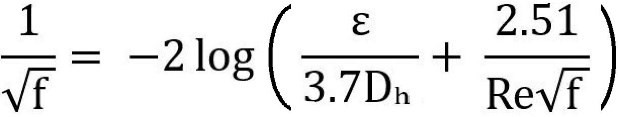 1/√f = −2 log ( ε/3.7Dₕ + 2.51/Re√f )